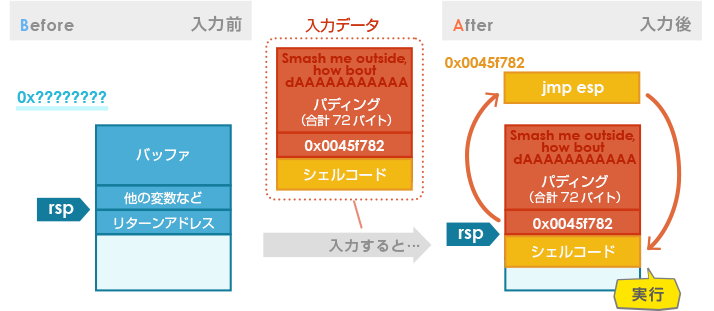 Before
入力前
0x????????
バッファ
他の変数など
リターンアドレス
rsp
入力データ
Smash me outside,
how bout
dAAAAAAAAAAA
パディング
(合計72バイト)
0x0045f782
シェルコード
入力すると…
After
入力後
0x0045f782
jmp esp
Smash me outside,
how bout
dAAAAAAAAAAA
パディング
(合計72バイト)
0x0045f782
rsp
シェルコード
実行